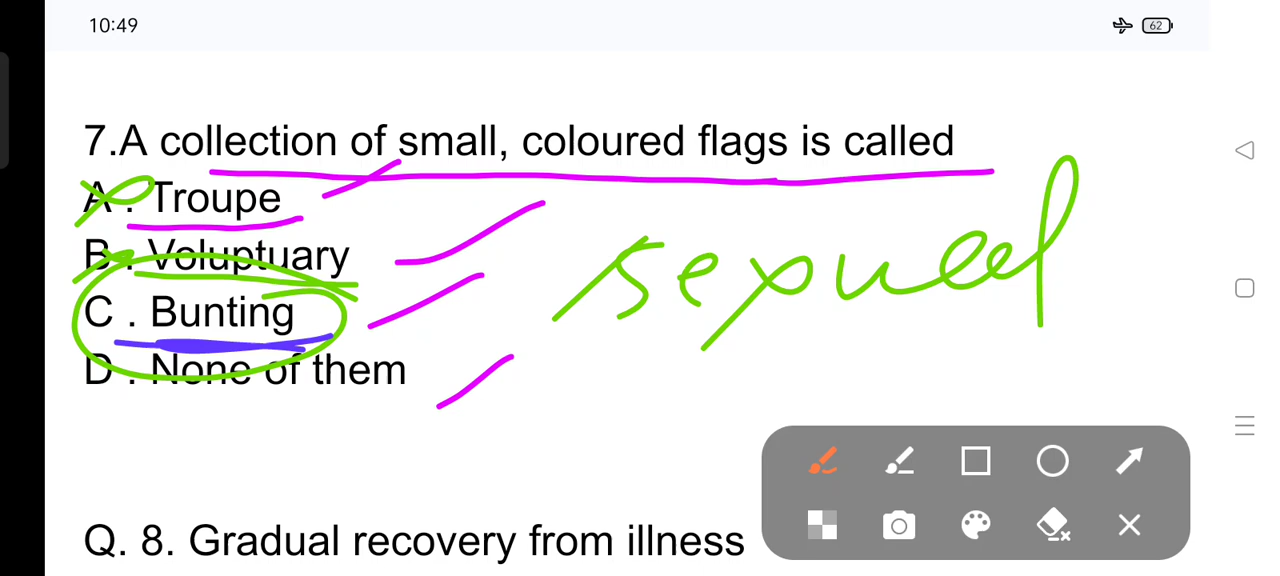 10:49
62
7.A collection of small, coloured flags is called
A . Troupe
B . Voluptuary
C . Bunting
D . None of them
sexual
Q. 8. Gradual recovery from illness